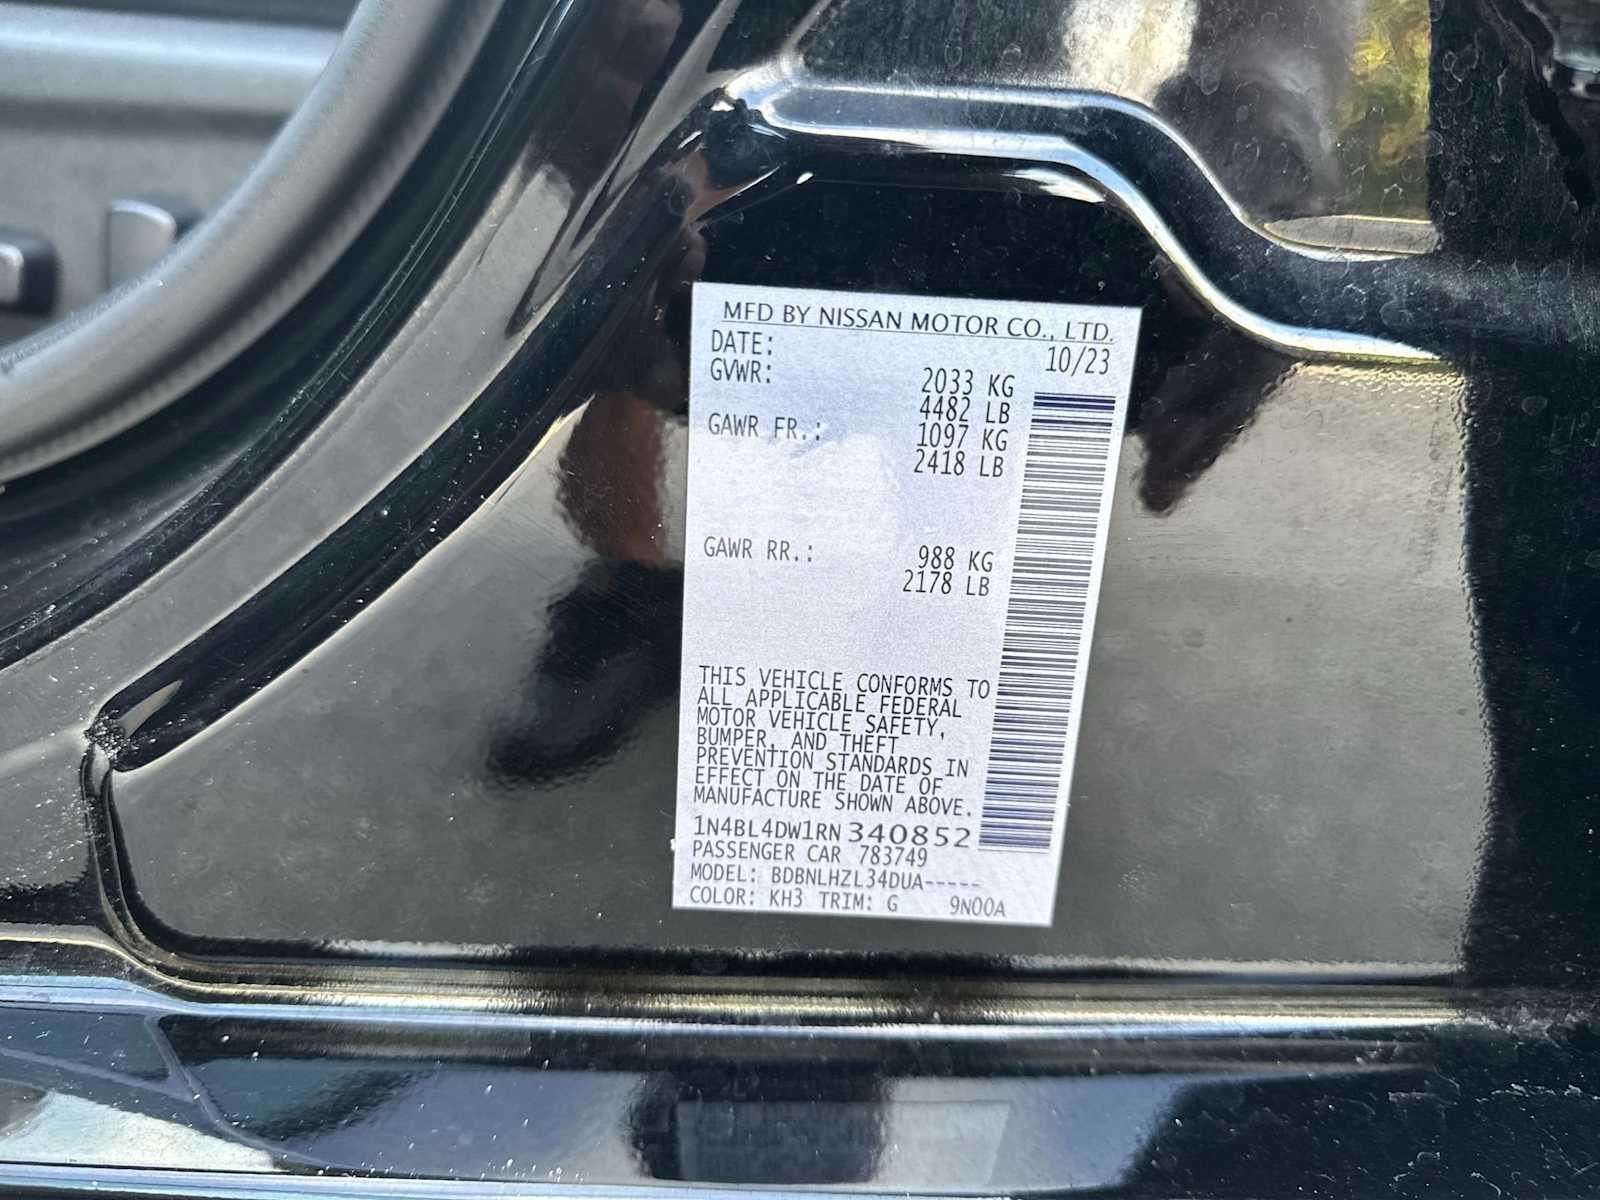 MFD BY NISSAN MOTOR CO., LTD.
DATE: 10/23
GVWR: 2033 KG
4482 LB
GAWR FR.: 1097 KG
2418 LB
GAWR RR.: 988 KG
2178 LB
THIS VEHICLE CONFORMS TO
ALL APPLICABLE FEDERAL
MOTOR VEHICLE SAFETY,
BUMPER, AND THEFT
PREVENTION STANDARDS IN
EFFECT ON THE DATE OF
MANUFACTURE SHOWN ABOVE.
1N4BL4DW1RN340852
PASSENGER CAR 783749
MODEL: BDBNLHZL34DUA-----
COLOR: KH3 TRIM: G 9N00A